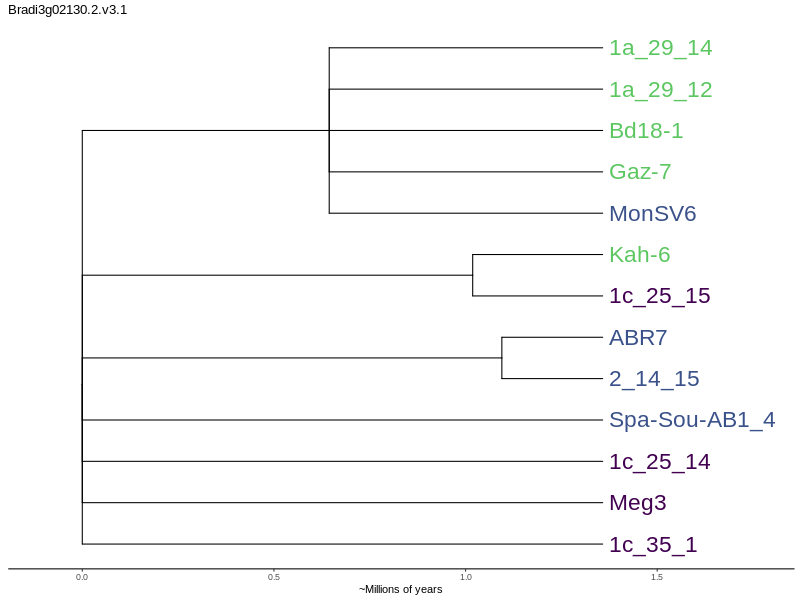 Bradi3g02130.2.v3.1
1a_29_14
1a_29_12
Bd18-1
Gaz-7
MonSV6
Kah-6
1c_25_15
ABR7
2_14_15
Spa-Sou-AB1_4
1c_25_14
Meg3
1c_35_1
0.0 0.5 1.0 1.5
~Millions of years